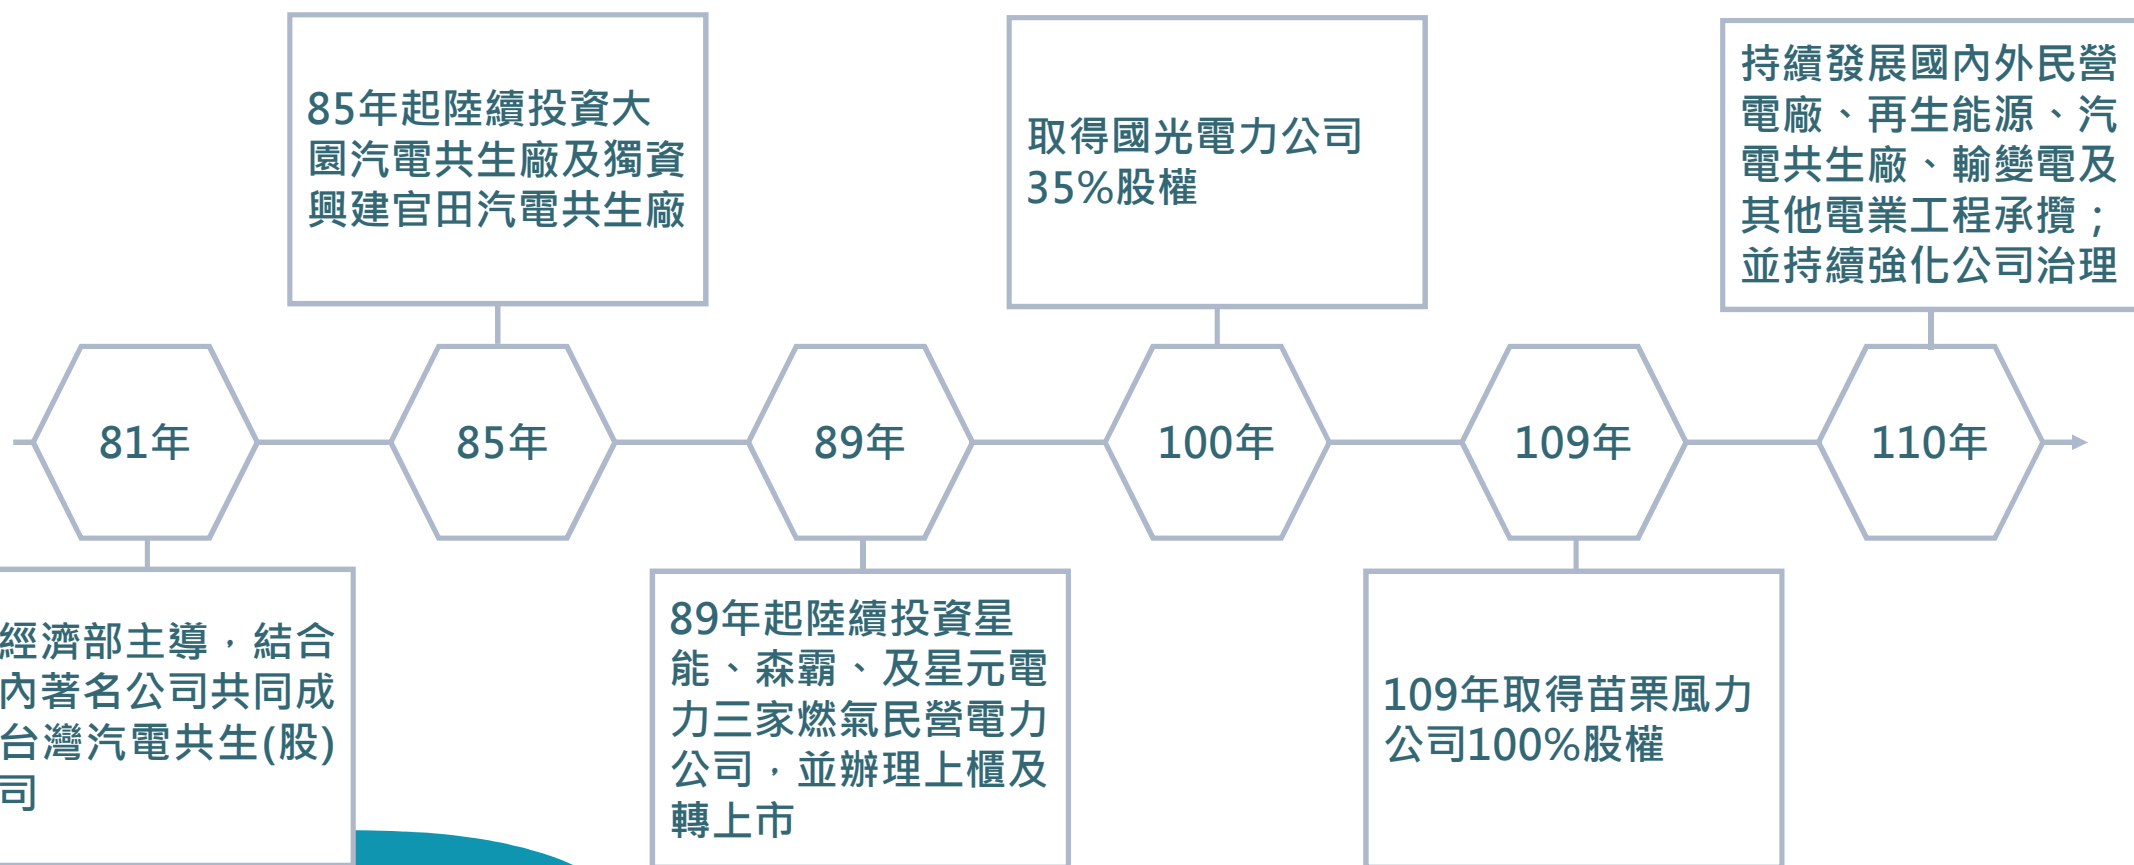 85年起陸續投資大
園汽電共生廠及獨資
興建官田汽電共生廠
取得國光電力公司
35%股權
持續發展國內外民營
電廠、再生能源、汽
電共生廠、輸變電及
其他電業工程承攬；
並持續強化公司治理
81年
85年
89年
100年
109年
110年
經濟部主導，結合
內著名公司共同成
台灣汽電共生(股)
司
89年起陸續投資星
能、森霸、及星元電
力三家燃氣民營電力
公司，並辦理上櫃及
轉上市
109年取得苗栗風力
公司100%股權